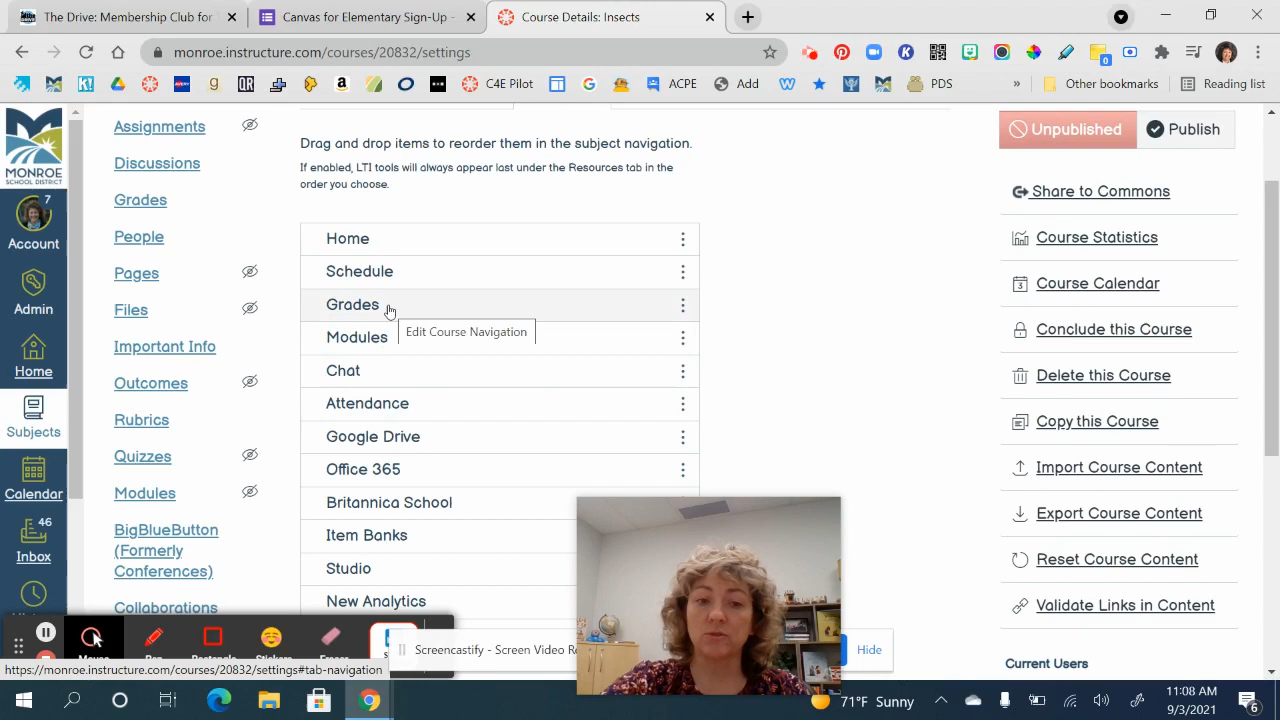 The Drive: Membership Club for
Canvas for Elementary Sign-Up -
Course Details: Insects
monroe.instructure.com/courses/20832/settings
C4E Pilot
ACPE
Add
PDS
»
Other bookmarks
Reading list
MONROE
SCHOOL DISTRICT
7
Account
Admin
Home
Subjects
Calendar
46
Inbox
Assignments
Discussions
Grades
People
Pages
Files
Important Info
Outcomes
Rubrics
Quizzes
Modules
BigBlueButton
(Formerly
Conferences)
Collaborations
Drag and drop items to reorder them in the subject navigation.
If enabled, LTI tools will always appear last under the Resources tab in the
order you choose.
Home
Schedule
Grades
Edit Course Navigation
Modules
Chat
Attendance
Google Drive
Office 365
Britannica School
Item Banks
Studio
New Analytics
Unpublished
Publish
Share to Commons
Course Statistics
Course Calendar
Conclude this Course
Delete this Course
Copy this Course
Import Course Content
Export Course Content
Reset Course Content
Validate Links in Content
Current Users
Screencastify - Screen Video Re
Hide
https://monroe.instructure.com/courses/20832/settings#tab-navigation
71°F Sunny
11:08 AM
9/3/2021
6